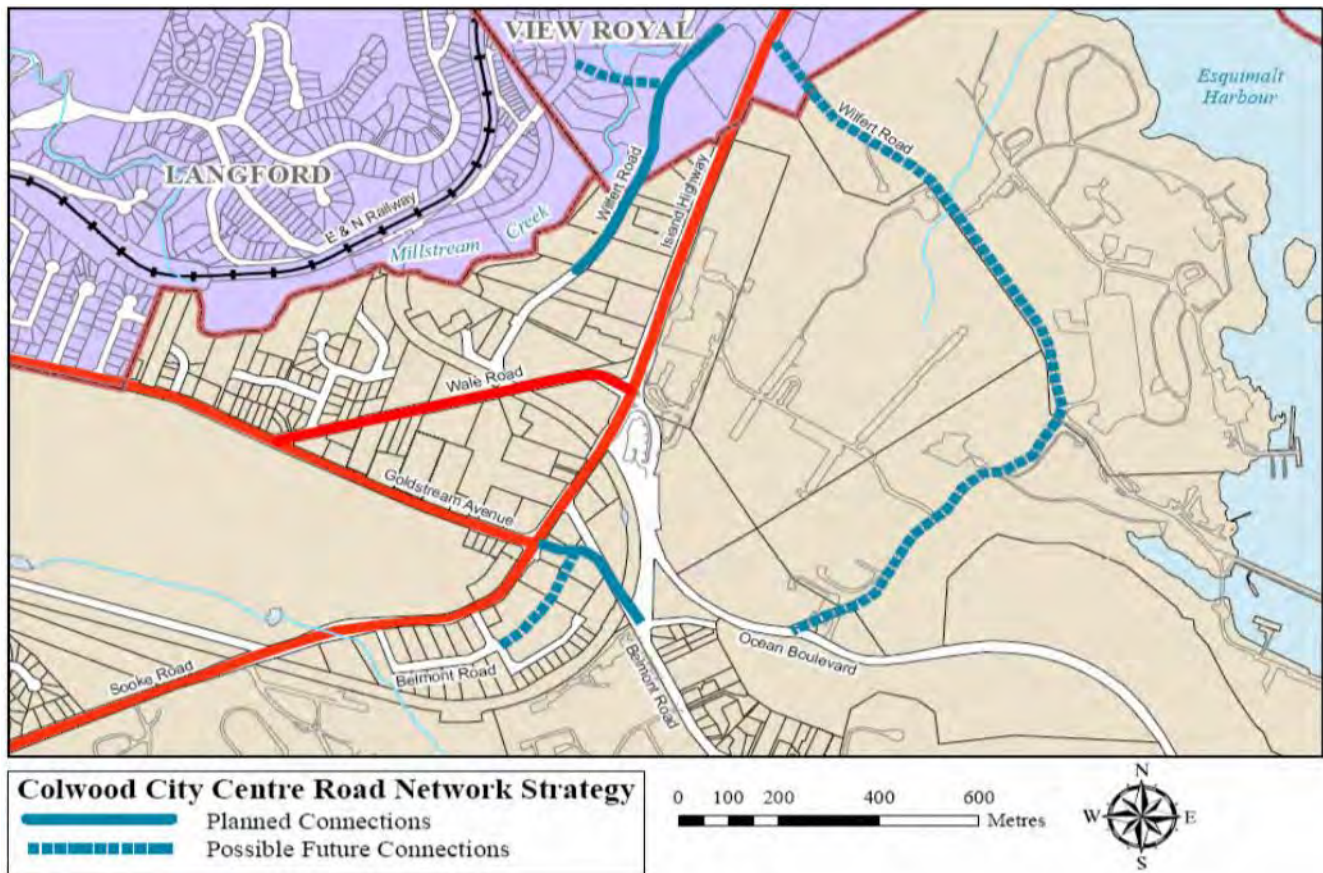 VIEW ROYAL
Esquimalt
Harbour
Wilfert Road
LANGFORD
Wilfert Road
Island Highway
E & N Railway
Millstream Creek
Wale Road
Goldstream Avenue
Ocean Boulevard
Belmont Road
Belmont Road
Sooke Road
Colwood City Centre Road Network Strategy
Planned Connections
Possible Future Connections
0 100 200 400 600
Metres
N
W E
S